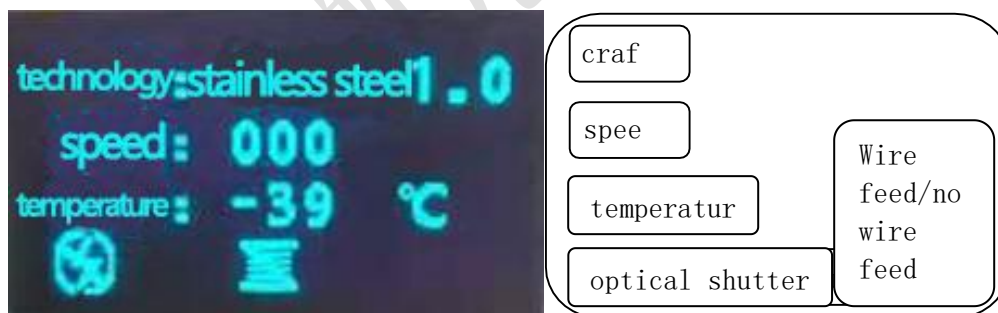 technology:stainless steel1.0
speed: 000
temperature: -39 ℃
craf
spee
temperatur
optical shutter
Wire
feed/no
wire
feed